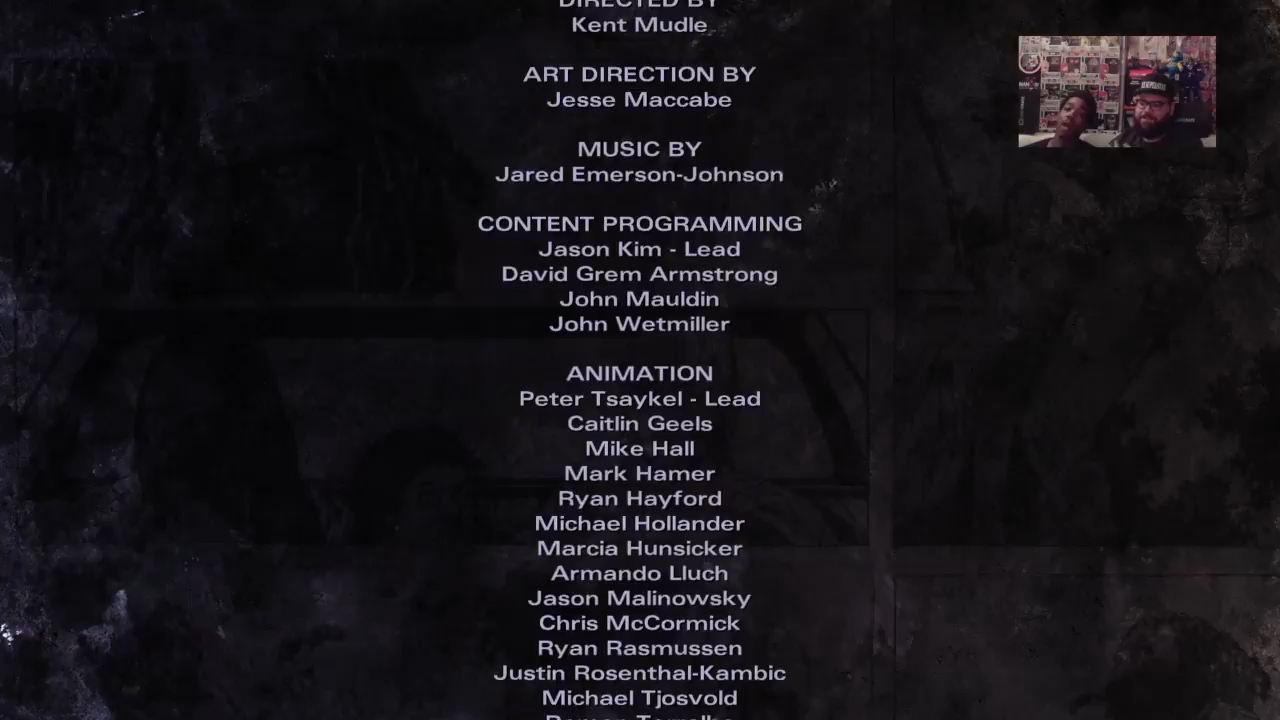 DIRECTED BY
Kent Mudle
ART DIRECTION BY
Jesse Maccabe
MUSIC BY
Jared Emerson-Johnson
CONTENT PROGRAMMING
Jason Kim - Lead
David Grem Armstrong
John Mauldin
John Wetmiller
ANIMATION
Peter Tsaykel - Lead
Caitlin Geels
Mike Hall
Mark Hamer
Ryan Hayford
Michael Hollander
Marcia Hunsicker
Armando Lluch
Jason Malinowsky
Chris McCormick
Ryan Rasmussen
Justin Rosenthal-Kambic
Michael Tjosvold